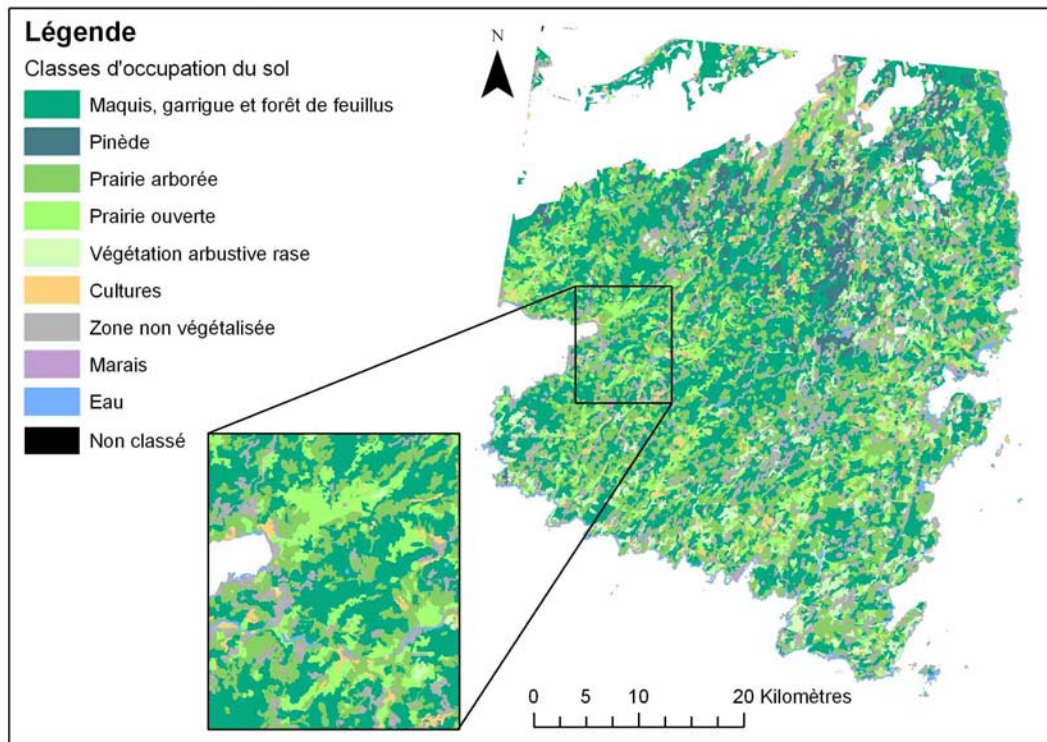 Légende
Classes d'occupation du sol
Maquis, garrigue et forêt de feuillus
Pinède
Prairie arborée
Prairie ouverte
Végétation arbustive rase
Cultures
Zone non végétalisée
Marais
Eau
Non classé
N
0 5 10 20 Kilomètres